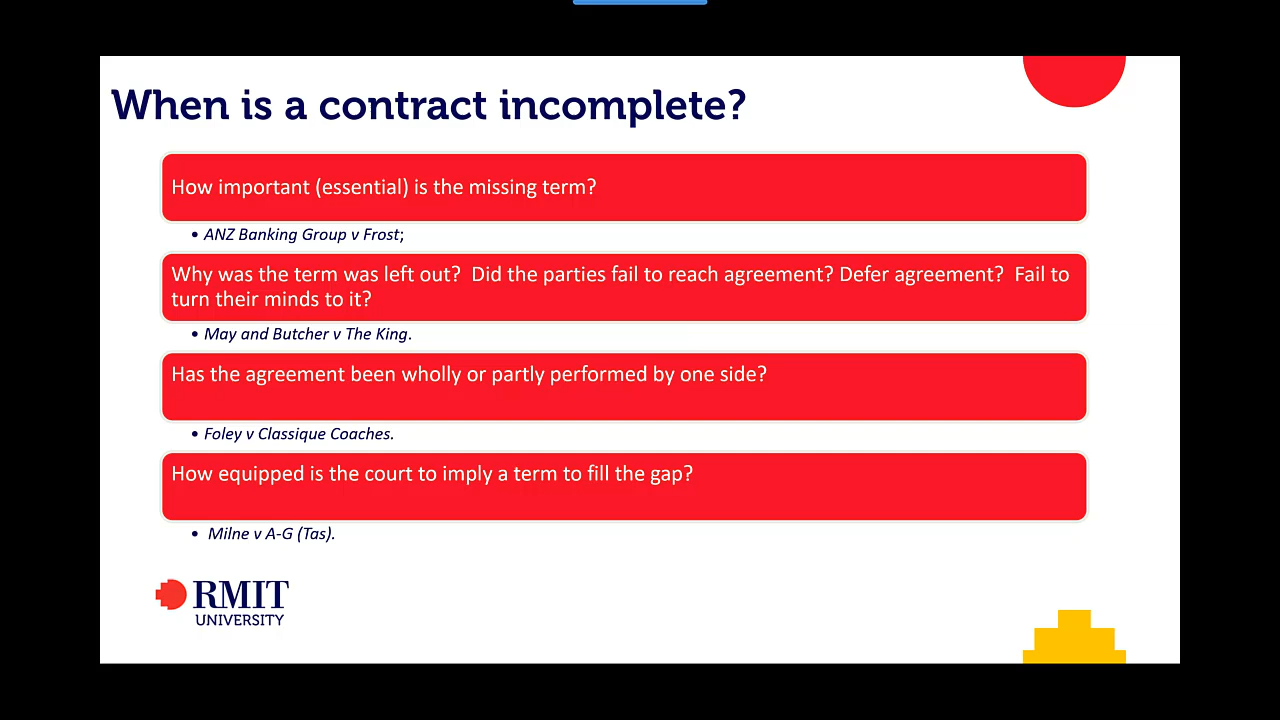 When is a contract incomplete?
How important (essential) is the missing term?
• ANZ Banking Group v Frost;
Why was the term was left out?  Did the parties fail to reach agreement? Defer agreement?  Fail to
turn their minds to it?
• May and Butcher v The King.
Has the agreement been wholly or partly performed by one side?
• Foley v Classique Coaches.
How equipped is the court to imply a term to fill the gap?
• Milne v A-G (Tas).
RMIT
UNIVERSITY